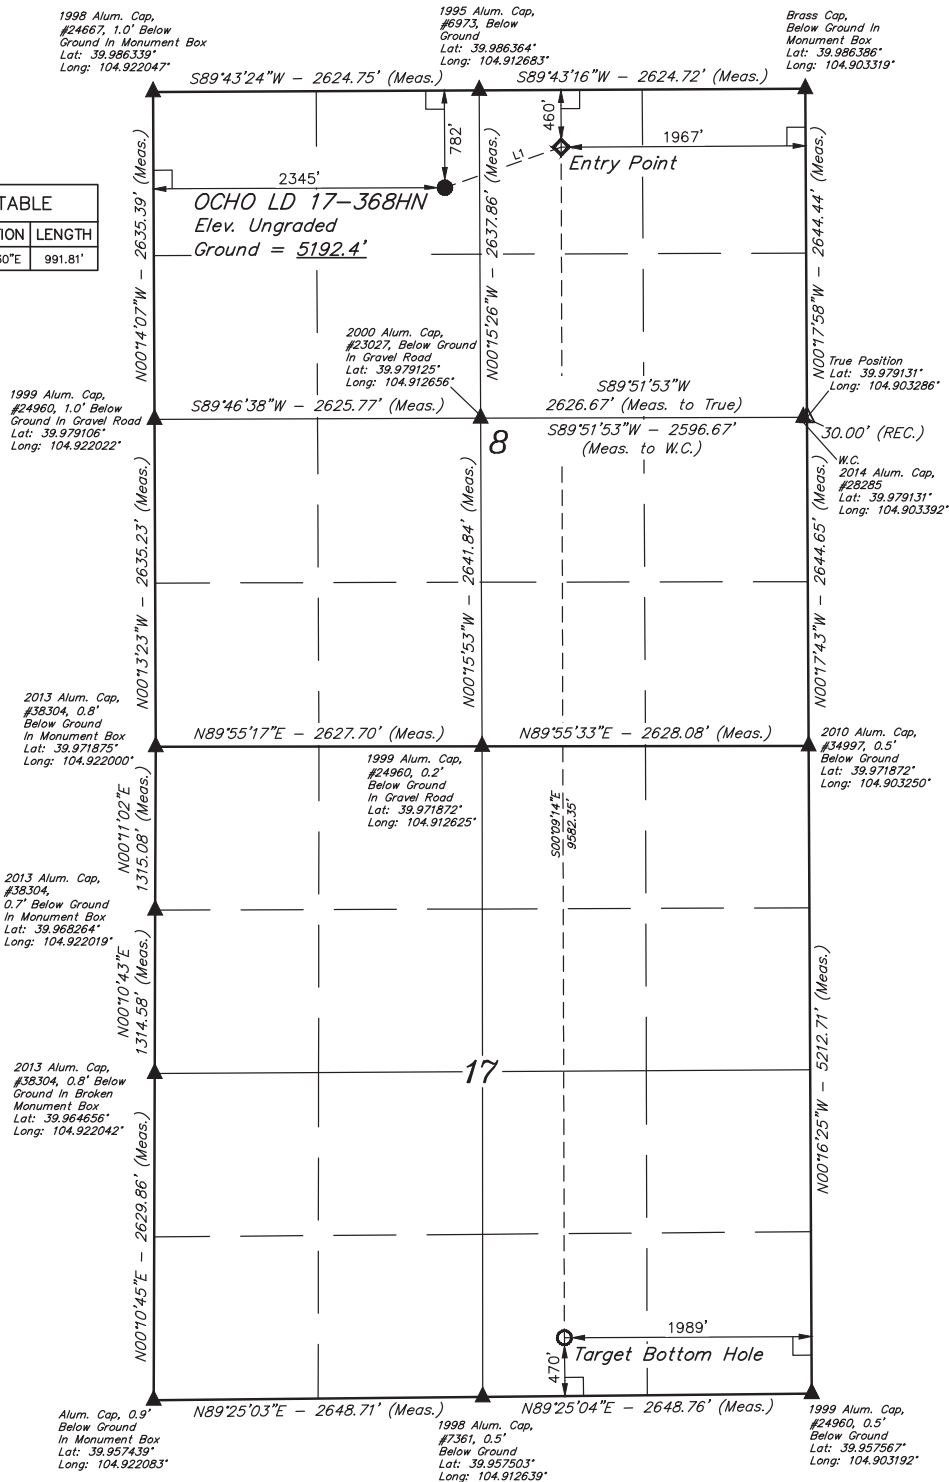 1998 Alum. Cap,
#24667, 1.0' Below
Ground In Monument Box
Lat: 39.986339°
Long: 104.922047°
1995 Alum. Cap,
#6973, Below
Ground
Lat: 39.986364°
Long: 104.912683°
Brass Cap,
Below Ground In
Monument Box
Lat: 39.986386°
Long: 104.903319°
S89°43'24"W - 2624.75' (Meas.)
S89°43'16"W - 2624.72' (Meas.)
782'
460'
1967'
L1
Entry Point
2345'
OCHO LD 17-368HN
Elev. Ungraded
Ground = 5192.4'
TABLE
ION LENGTH
0"E 991.81'
N00°14'07"W - 2635.39' (Meas.)
N00°15'26"W - 2637.86' (Meas.)
N00°17'58"W - 2644.44' (Meas.)
2000 Alum. Cap,
#23027, Below Ground
In Gravel Road
Lat: 39.979125°
Long: 104.912656°
True Position
Lat: 39.979131°
Long: 104.903286°
1999 Alum. Cap,
#24960, 1.0' Below
Ground In Gravel Road
Lat: 39.979106°
Long: 104.922022°
S89°46'38"W - 2625.77' (Meas.)
S89°51'53"W
2626.67' (Meas. to True)
S89°51'53"W - 2596.67'
(Meas. to W.C.)
8
30.00' (REC.)
W.C.
2014 Alum. Cap,
#28285
Lat: 39.979131°
Long: 104.903392°
N00°13'23"W - 2635.23' (Meas.)
N00°15'53"W - 2641.84' (Meas.)
N00°17'43"W - 2644.65' (Meas.)
2013 Alum. Cap,
#38304, 0.8'
Below Ground
In Monument Box
Lat: 39.971875°
Long: 104.922000°
N89°55'17"E - 2627.70' (Meas.)
N89°55'33"E - 2628.08' (Meas.)
2010 Alum. Cap,
#34997, 0.5'
Below Ground
Lat: 39.971872°
Long: 104.903250°
1999 Alum. Cap,
#24960, 0.2'
Below Ground
In Gravel Road
Lat: 39.971872°
Long: 104.912625°
N00°11'02"E
1315.08' (Meas.)
S00°09'14"E
9582.35'
2013 Alum. Cap,
#38304,
0.7' Below Ground
In Monument Box
Lat: 39.968264°
Long: 104.922019°
N00°10'43"E
1314.58' (Meas.)
N00°16'25"W - 5212.71' (Meas.)
2013 Alum. Cap,
#38304, 0.8' Below
Ground In Broken
Monument Box
Lat: 39.964656°
Long: 104.922042°
17
N00°10'45"E - 2629.86' (Meas.)
1989'
Target Bottom Hole
470'
N89°25'03"E - 2648.71' (Meas.)
N89°25'04"E - 2648.76' (Meas.)
Alum. Cap, 0.9'
Below Ground
In Monument Box
Lat: 39.957439°
Long: 104.922083°
1998 Alum. Cap,
#7361, 0.5'
Below Ground
Lat: 39.957503°
Long: 104.912639°
1999 Alum. Cap,
#24960, 0.5'
Below Ground
Lat: 39.957567°
Long: 104.903192°